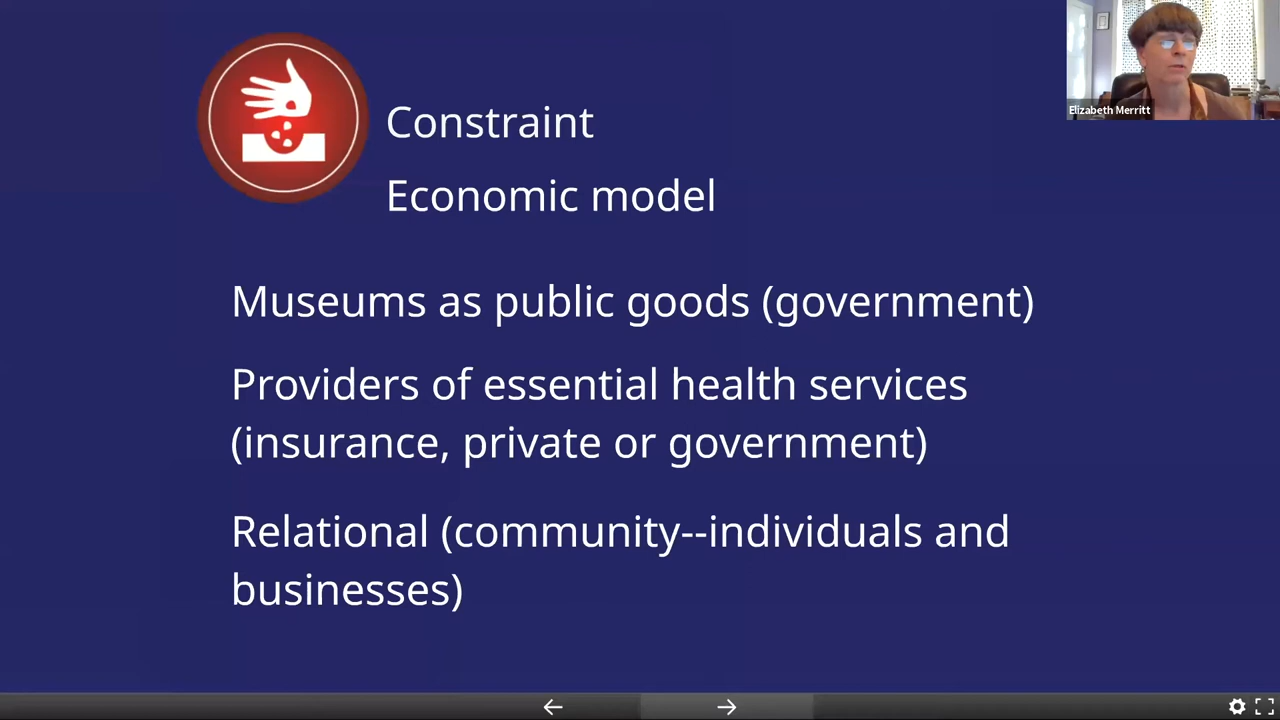 Elizabeth Merritt
Constraint
Economic model
Museums as public goods (government)
Providers of essential health services
(insurance, private or government)
Relational (community--individuals and
businesses)